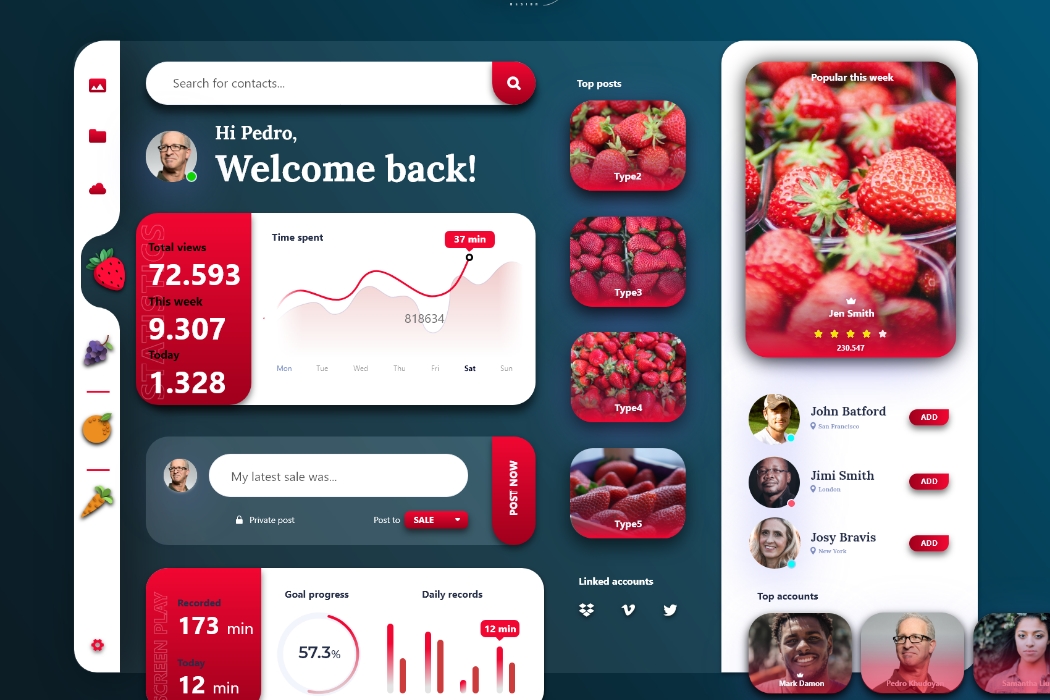 Search for contacts...
Hi Pedro,
Welcome back!
STATISTICS
Total views
72.593
This week
9.307
Today
1.328
Time spent
37 min
818634
Mon Tue Wed Thu Fri Sat Sun
My latest sale was...
Private post
Post to
SALE
POST NOW
SCREEN PLAY
Recorded
173 min
Today
12 min
Goal progress
57.3%
Daily records
12 min
Top posts
Type2
Type3
Type4
Type5
Linked accounts
Popular this week
Jen Smith
230.547
John Batford
San Francisco
ADD
Jimi Smith
London
ADD
Josy Bravis
New York
ADD
Top accounts
Mark Damon
Pedro
Samantha